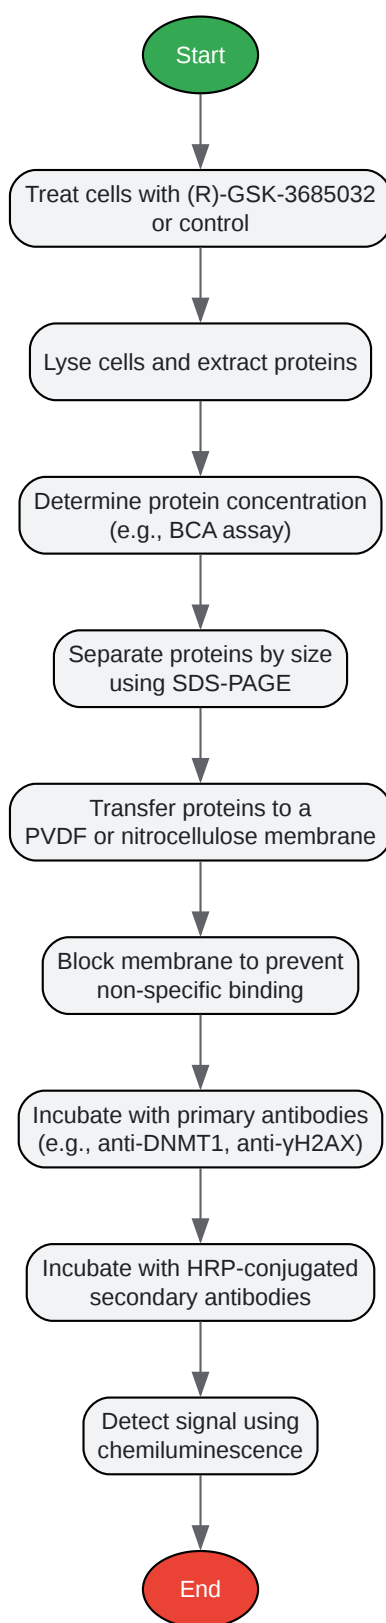 Start
Treat cells with (R)-GSK-3685032
or control
Lyse cells and extract proteins
Determine protein concentration
(e.g., BCA assay)
Separate proteins by size
using SDS-PAGE
Transfer proteins to a
PVDF or nitrocellulose membrane
Block membrane to prevent
non-specific binding
Incubate with primary antibodies
(e.g., anti-DNMT1, anti-γH2AX)
Incubate with HRP-conjugated
secondary antibodies
Detect signal using
chemiluminescence
End